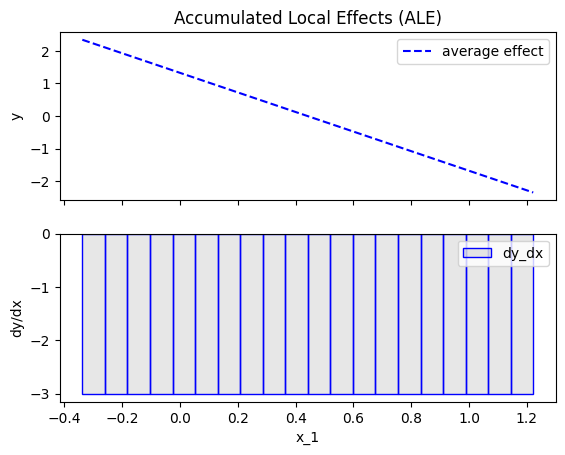 Accumulated Local Effects (ALE)
average effect
y
2
1
0
−1
−2
dy_dx
dy/dx
0
−1
−2
−3
−0.4 −0.2 0.0 0.2 0.4 0.6 0.8 1.0 1.2
x_1